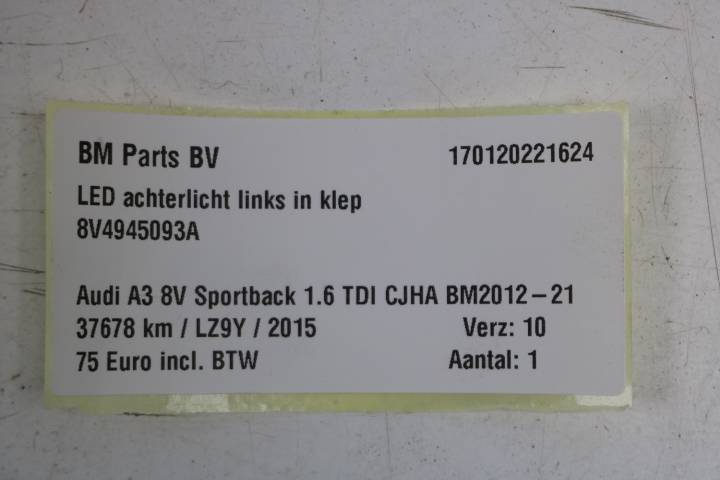 BM Parts BV 170120221624
LED achterlicht links in klep
8V4945093A
Audi A3 8V Sportback 1.6 TDI CJHA BM2012-21
37678 km / LZ9Y / 2015 Verz: 10
75 Euro incl. BTW Aantal: 1